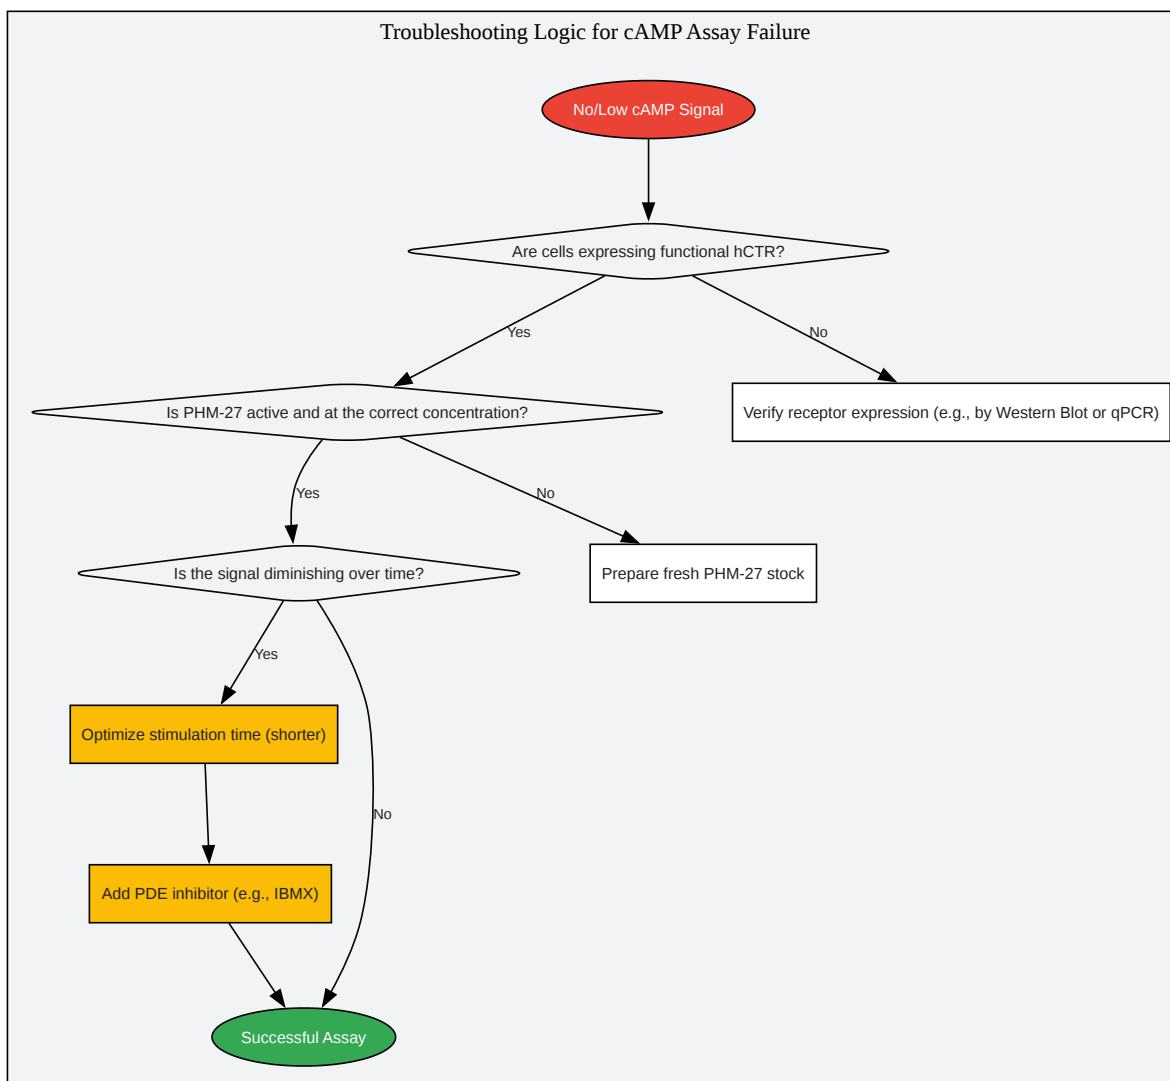 Troubleshooting Logic for cAMP Assay Failure
No/Low cAMP Signal
Are cells expressing functional hCTR?
Yes
No
Is PHM-27 active and at the correct concentration?
Verify receptor expression (e.g., by Western Blot or qPCR)
Yes
No
Is the signal diminishing over time?
Prepare fresh PHM-27 stock
Yes
Optimize stimulation time (shorter)
No
Add PDE inhibitor (e.g., IBMX)
Successful Assay